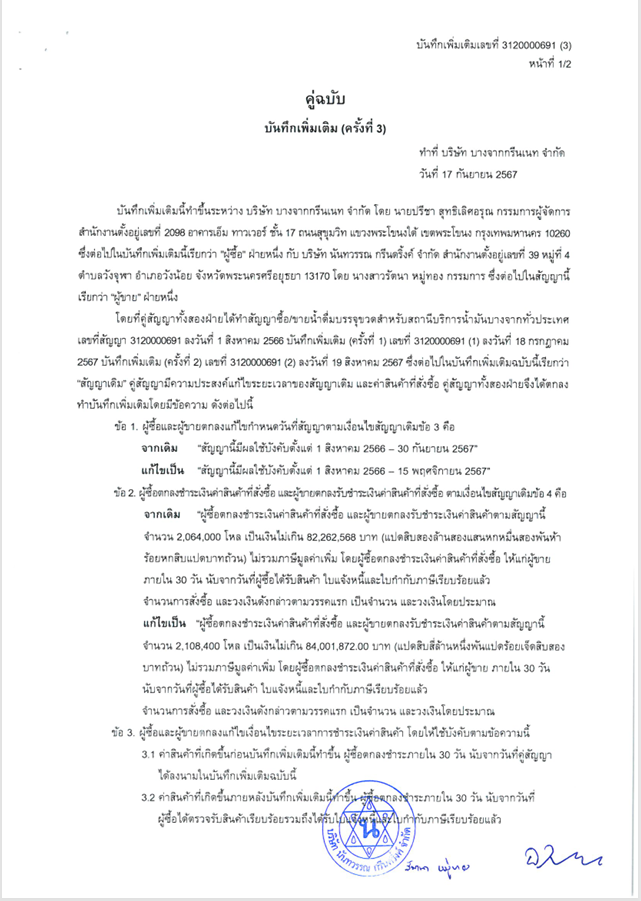 บันทึกเพิ่มเติมเลขที่ 3120000691 (3)
หน้าที่ 1/2
คู่ฉบับ
บันทึกเพิ่มเติม (ครั้งที่ 3)
ทำที่ บริษัท บางจากกรีนเนท จำกัด
วันที่ 17 กันยายน 2567
บันทึกเพิ่มเติมนี้ทำขึ้นระหว่าง บริษัท บางจากกรีนเนท จำกัด โดย นายปรีชา สุทธิเลิศอรุณ กรรมการผู้จัดการ
สำนักงานตั้งอยู่เลขที่ 2098 อาคารเอ็ม ทาวเวอร์ ชั้น 17 ถนนสุขุมวิท แขวงพระโขนงใต้ เขตพระโขนง กรุงเทพมหานคร 10260
ซึ่งต่อไปในบันทึกเพิ่มเติมนี้เรียกว่า "ผู้ซื้อ" ฝ่ายหนึ่ง กับ บริษัท นันทวรรณ กรีนดริ้งค์ จำกัด สำนักงานตั้งอยู่เลขที่ 39 หมู่ที่ 4
ตำบลวังจุฬา อำเภอวังน้อย จังหวัดพระนครศรีอยุธยา 13170 โดย นางสาวรัตนา หมู่ทอง กรรมการ ซึ่งต่อไปในสัญญานี้
เรียกว่า "ผู้ขาย" ฝ่ายหนึ่ง
โดยที่คู่สัญญาทั้งสองฝ่ายได้ทำสัญญาซื้อ/ขายน้ำดื่มบรรจุขวดสำหรับสถานีบริการน้ำมันบางจากทั่วประเทศ
เลขที่สัญญา 3120000691 ลงวันที่ 1 สิงหาคม 2566 บันทึกเพิ่มเติม (ครั้งที่ 1) เลขที่ 3120000691 (1) ลงวันที่ 18 กรกฎาคม
2567 บันทึกเพิ่มเติม (ครั้งที่ 2) เลขที่ 3120000691 (2) ลงวันที่ 19 สิงหาคม 2567 ซึ่งต่อไปในบันทึกเพิ่มเติมฉบับนี้เรียกว่า
"สัญญาเดิม" คู่สัญญามีความประสงค์แก้ไขระยะเวลาของสัญญาเดิม และค่าสินค้าที่สั่งซื้อ คู่สัญญาทั้งสองฝ่ายจึงได้ตกลง
ทำบันทึกเพิ่มเติมโดยมีข้อความ ดังต่อไปนี้
ข้อ 1. ผู้ซื้อและผู้ขายตกลงแก้ไขกำหนดวันที่สัญญาตามเงื่อนไขสัญญาเดิมข้อ 3 คือ
จากเดิม "สัญญานี้มีผลใช้บังคับตั้งแต่ 1 สิงหาคม 2566 – 30 กันยายน 2567"
แก้ไขเป็น "สัญญานี้มีผลใช้บังคับตั้งแต่ 1 สิงหาคม 2566 – 15 พฤศจิกายน 2567"
ข้อ 2. ผู้ซื้อตกลงชำระเงินค่าสินค้าที่สั่งซื้อ และผู้ขายตกลงรับชำระเงินค่าสินค้าที่สั่งซื้อ ตามเงื่อนไขสัญญาเดิมข้อ 4 คือ
จากเดิม "ผู้ซื้อตกลงชำระเงินค่าสินค้าที่สั่งซื้อ และผู้ขายตกลงรับชำระเงินค่าสินค้าตามสัญญานี้
จำนวน 2,064,000 โหล เป็นเงินไม่เกิน 82,262,568 บาท (แปดสิบสองล้านสองแสนหกหมื่นสองพันห้า
ร้อยหกสิบแปดบาทถ้วน) ไม่รวมภาษีมูลค่าเพิ่ม โดยผู้ซื้อตกลงชำระเงินค่าสินค้าที่สั่งซื้อ ให้แก่ผู้ขาย
ภายใน 30 วัน นับจากวันที่ผู้ซื้อได้รับสินค้า ใบแจ้งหนี้และใบกำกับภาษีเรียบร้อยแล้ว
จำนวนการสั่งซื้อ และวงเงินดังกล่าวตามวรรคแรก เป็นจำนวน และวงเงินโดยประมาณ
แก้ไขเป็น "ผู้ซื้อตกลงชำระเงินค่าสินค้าที่สั่งซื้อ และผู้ขายตกลงรับชำระเงินค่าสินค้าตามสัญญานี้
จำนวน 2,108,400 โหล เป็นเงินไม่เกิน 84,001,872.00 บาท (แปดสิบสี่ล้านหนึ่งพันแปดร้อยเจ็ดสิบสอง
บาทถ้วน) ไม่รวมภาษีมูลค่าเพิ่ม โดยผู้ซื้อตกลงชำระเงินค่าสินค้าที่สั่งซื้อ ให้แก่ผู้ขาย ภายใน 30 วัน
นับจากวันที่ผู้ซื้อได้รับสินค้า ใบแจ้งหนี้และใบกำกับภาษีเรียบร้อยแล้ว
จำนวนการสั่งซื้อ และวงเงินดังกล่าวตามวรรคแรก เป็นจำนวน และวงเงินโดยประมาณ
ข้อ 3. ผู้ซื้อและผู้ขายตกลงแก้ไขเงื่อนไขระยะเวลาการชำระเงินค่าสินค้า โดยให้ใช้บังคับตามข้อความนี้
3.1 ค่าสินค้าที่เกิดขึ้นก่อนบันทึกเพิ่มเติมนี้ทำขึ้น ผู้ซื้อตกลงชำระภายใน 30 วัน นับจากวันที่คู่สัญญา
ได้ลงนามในบันทึกเพิ่มเติมฉบับนี้
3.2 ค่าสินค้าที่เกิดขึ้นภายหลังบันทึกเพิ่มเติมนี้ทำขึ้น ผู้ซื้อตกลงชำระภายใน 30 วัน นับจากวันที่
ผู้ซื้อได้ตรวจรับสินค้าเรียบร้อยรวมถึงได้รับใบแจ้งหนี้และใบกำกับภาษีเรียบร้อยแล้ว
น
บริษัท นันทวรรณ กรีนดริ้งค์ จำกัด
รัตนา หมู่ทอง